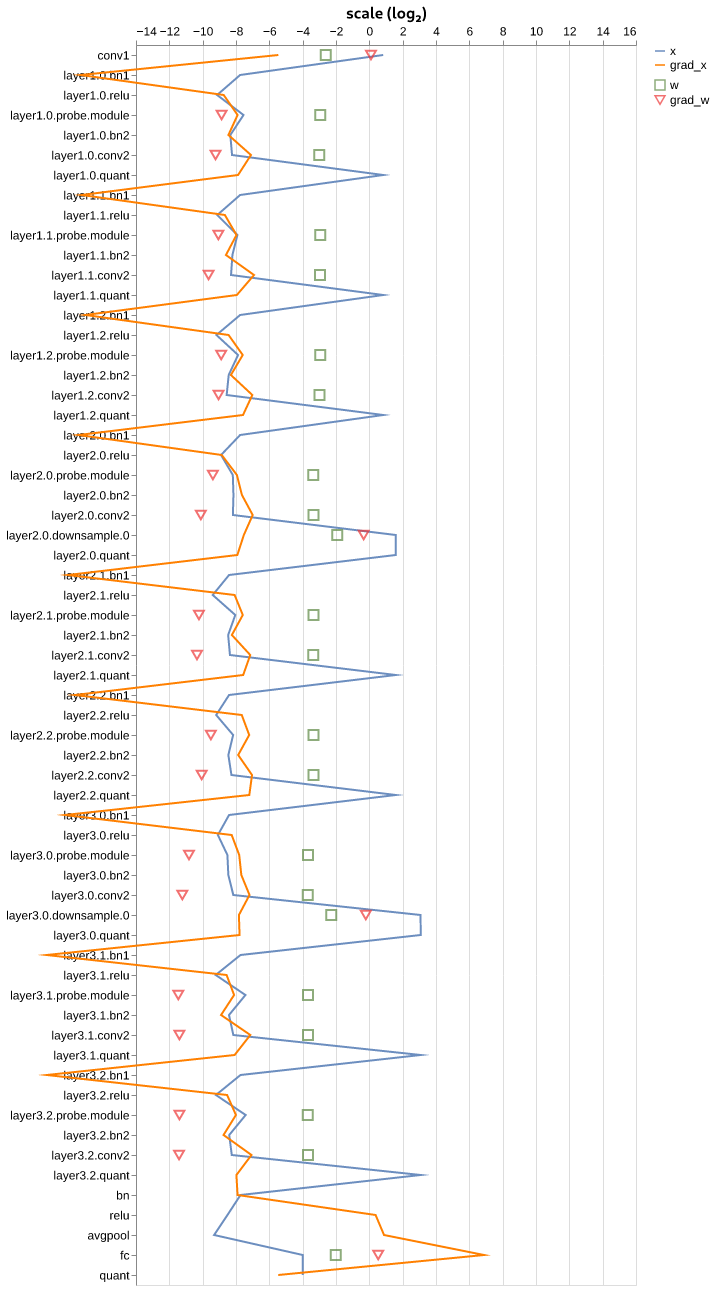 scale (log₂)
−14 −12 −10 −8 −6 −4 −2 0 2 4 6 8 10 12 14 16
x
grad_x
w
grad_w
conv1
layer1.0.bn1
layer1.0.relu
layer1.0.probe.module
layer1.0.bn2
layer1.0.conv2
layer1.0.quant
layer1.1.bn1
layer1.1.relu
layer1.1.probe.module
layer1.1.bn2
layer1.1.conv2
layer1.1.quant
layer1.2.bn1
layer1.2.relu
layer1.2.probe.module
layer1.2.bn2
layer1.2.conv2
layer1.2.quant
layer2.0.bn1
layer2.0.relu
layer2.0.probe.module
layer2.0.bn2
layer2.0.conv2
layer2.0.downsample.0
layer2.0.quant
layer2.1.bn1
layer2.1.relu
layer2.1.probe.module
layer2.1.bn2
layer2.1.conv2
layer2.1.quant
layer2.2.bn1
layer2.2.relu
layer2.2.probe.module
layer2.2.bn2
layer2.2.conv2
layer2.2.quant
layer3.0.bn1
layer3.0.relu
layer3.0.probe.module
layer3.0.bn2
layer3.0.conv2
layer3.0.downsample.0
layer3.0.quant
layer3.1.bn1
layer3.1.relu
layer3.1.probe.module
layer3.1.bn2
layer3.1.conv2
layer3.1.quant
layer3.2.bn1
layer3.2.relu
layer3.2.probe.module
layer3.2.bn2
layer3.2.conv2
layer3.2.quant
bn
relu
avgpool
fc
quant